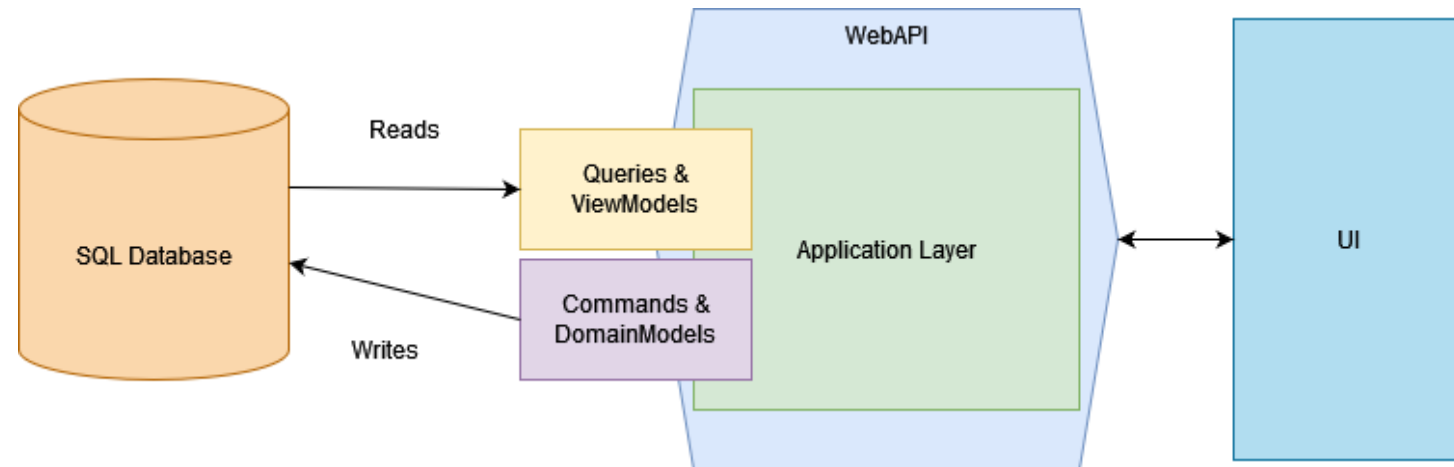 WebAPI
Reads
Queries &
ViewModels
SQL Database
Application Layer
UI
Commands &
DomainModels
Writes